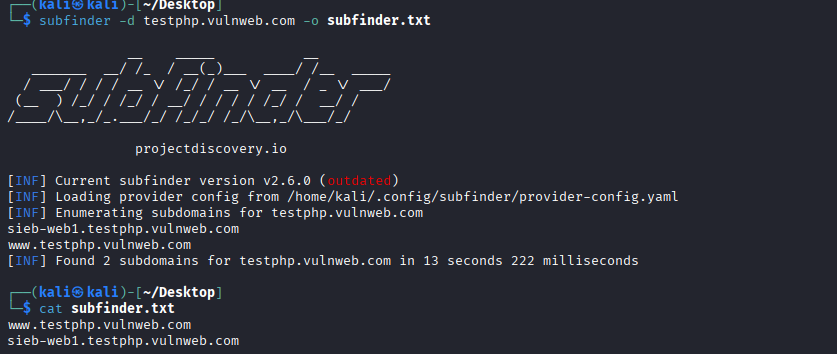 (kali㉿kali)-[~/Desktop]
$ subfinder -d testphp.vulnweb.com -o subfinder.txt
subfinder
projectdiscovery.io
[INF] Current subfinder version v2.6.0 (outdated)
[INF] Loading provider config from /home/kali/.config/subfinder/provider-config.yaml
[INF] Enumerating subdomains for testphp.vulnweb.com
sieb-web1.testphp.vulnweb.com
www.testphp.vulnweb.com
[INF] Found 2 subdomains for testphp.vulnweb.com in 13 seconds 222 milliseconds
(kali㉿kali)-[~/Desktop]
$ cat subfinder.txt
www.testphp.vulnweb.com
sieb-web1.testphp.vulnweb.com